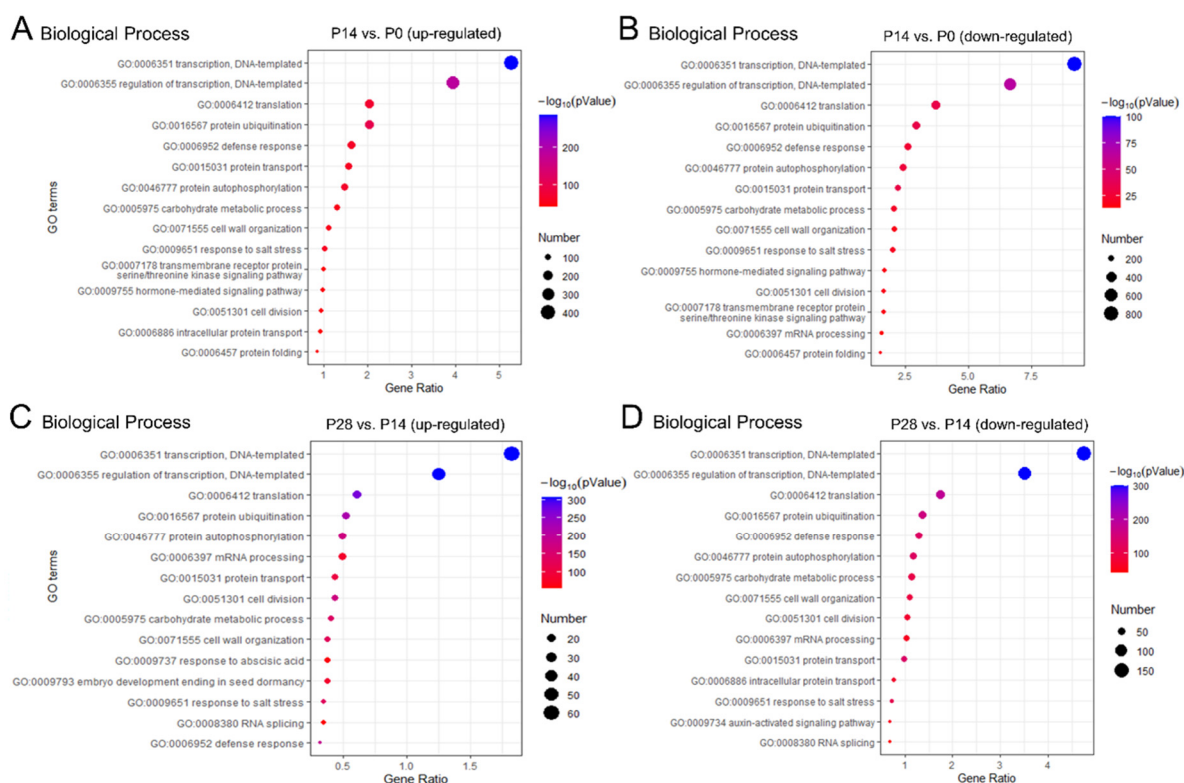 A Biological Process
P14 vs. P0 (up-regulated)
GO terms
GO:0006351 transcription, DNA-templated
GO:0006355 regulation of transcription, DNA-templated
GO:0006412 translation
GO:0016567 protein ubiquitination
GO:0006952 defense response
GO:0015031 protein transport
GO:0046777 protein autophosphorylation
GO:0005975 carbohydrate metabolic process
GO:0071555 cell wall organization
GO:0009651 response to salt stress
GO:0007178 transmembrane receptor protein
serine/threonine kinase signaling pathway
GO:0009755 hormone-mediated signaling pathway
GO:0051301 cell division
GO:0006886 intracellular protein transport
GO:0006457 protein folding
1 2 3 4 5
Gene Ratio
−log10(pValue)
200
100
Number
100
200
300
400
B Biological Process
P14 vs. P0 (down-regulated)
GO:0006351 transcription, DNA-templated
GO:0006355 regulation of transcription, DNA-templated
GO:0006412 translation
GO:0016567 protein ubiquitination
GO:0006952 defense response
GO:0046777 protein autophosphorylation
GO:0015031 protein transport
GO:0005975 carbohydrate metabolic process
GO:0071555 cell wall organization
GO:0009651 response to salt stress
GO:0009755 hormone-mediated signaling pathway
GO:0051301 cell division
GO:0007178 transmembrane receptor protein
serine/threonine kinase signaling pathway
GO:0006397 mRNA processing
GO:0006457 protein folding
2.5 5.0 7.5
Gene Ratio
−log10(pValue)
100
75
50
25
Number
200
400
600
800
C Biological Process
P28 vs. P14 (up-regulated)
GO terms
GO:0006351 transcription, DNA-templated
GO:0006355 regulation of transcription, DNA-templated
GO:0006412 translation
GO:0016567 protein ubiquitination
GO:0046777 protein autophosphorylation
GO:0006397 mRNA processing
GO:0015031 protein transport
GO:0051301 cell division
GO:0005975 carbohydrate metabolic process
GO:0071555 cell wall organization
GO:0009737 response to abscisic acid
GO:0009793 embryo development ending in seed dormancy
GO:0009651 response to salt stress
GO:0008380 RNA splicing
GO:0006952 defense response
0.5 1.0 1.5
Gene Ratio
−log10(pValue)
300
250
200
150
100
Number
20
30
40
50
60
D Biological Process
P28 vs. P14 (down-regulated)
GO:0006351 transcription, DNA-templated
GO:0006355 regulation of transcription, DNA-templated
GO:0006412 translation
GO:0016567 protein ubiquitination
GO:0006952 defense response
GO:0046777 protein autophosphorylation
GO:0005975 carbohydrate metabolic process
GO:0071555 cell wall organization
GO:0051301 cell division
GO:0006397 mRNA processing
GO:0015031 protein transport
GO:0006886 intracellular protein transport
GO:0009651 response to salt stress
GO:0009734 auxin-activated signaling pathway
GO:0008380 RNA splicing
1 2 3 4
Gene Ratio
−log10(pValue)
300
200
100
Number
50
100
150